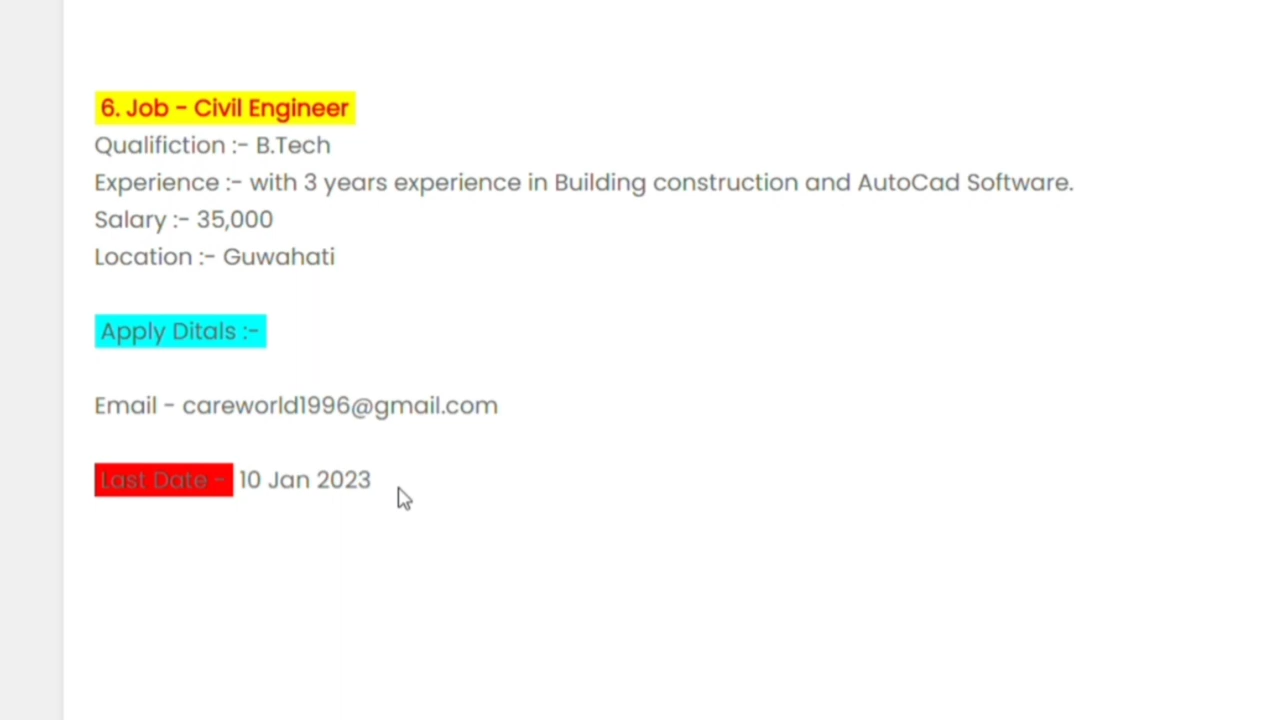 6. Job - Civil Engineer
Qualifiction :- B.Tech
Experience :- with 3 years experience in Building construction and AutoCad Software.
Salary :- 35,000
Location :- Guwahati
Apply Ditals :-
Email - careworld1996@gmail.com
Last Date - 10 Jan 2023